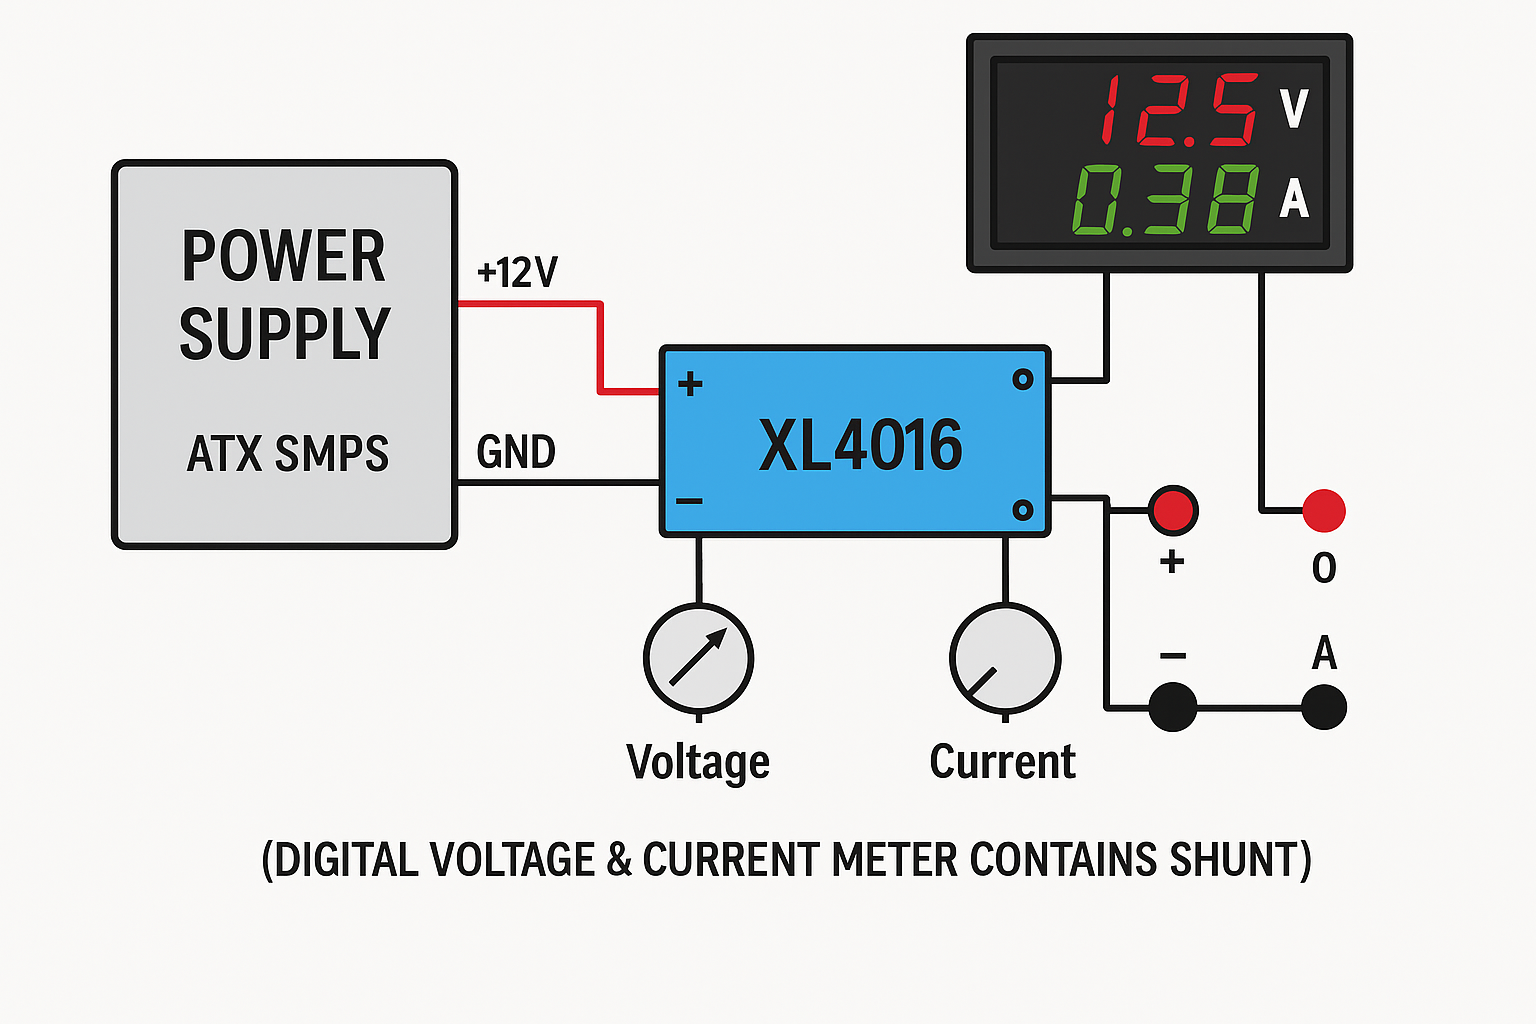 12.5 V
0.38 A
POWER
SUPPLY
ATX SMPS
+12V
GND
+
XL4016
−
+
O
−
A
Voltage
Current
(DIGITAL VOLTAGE & CURRENT METER CONTAINS SHUNT)